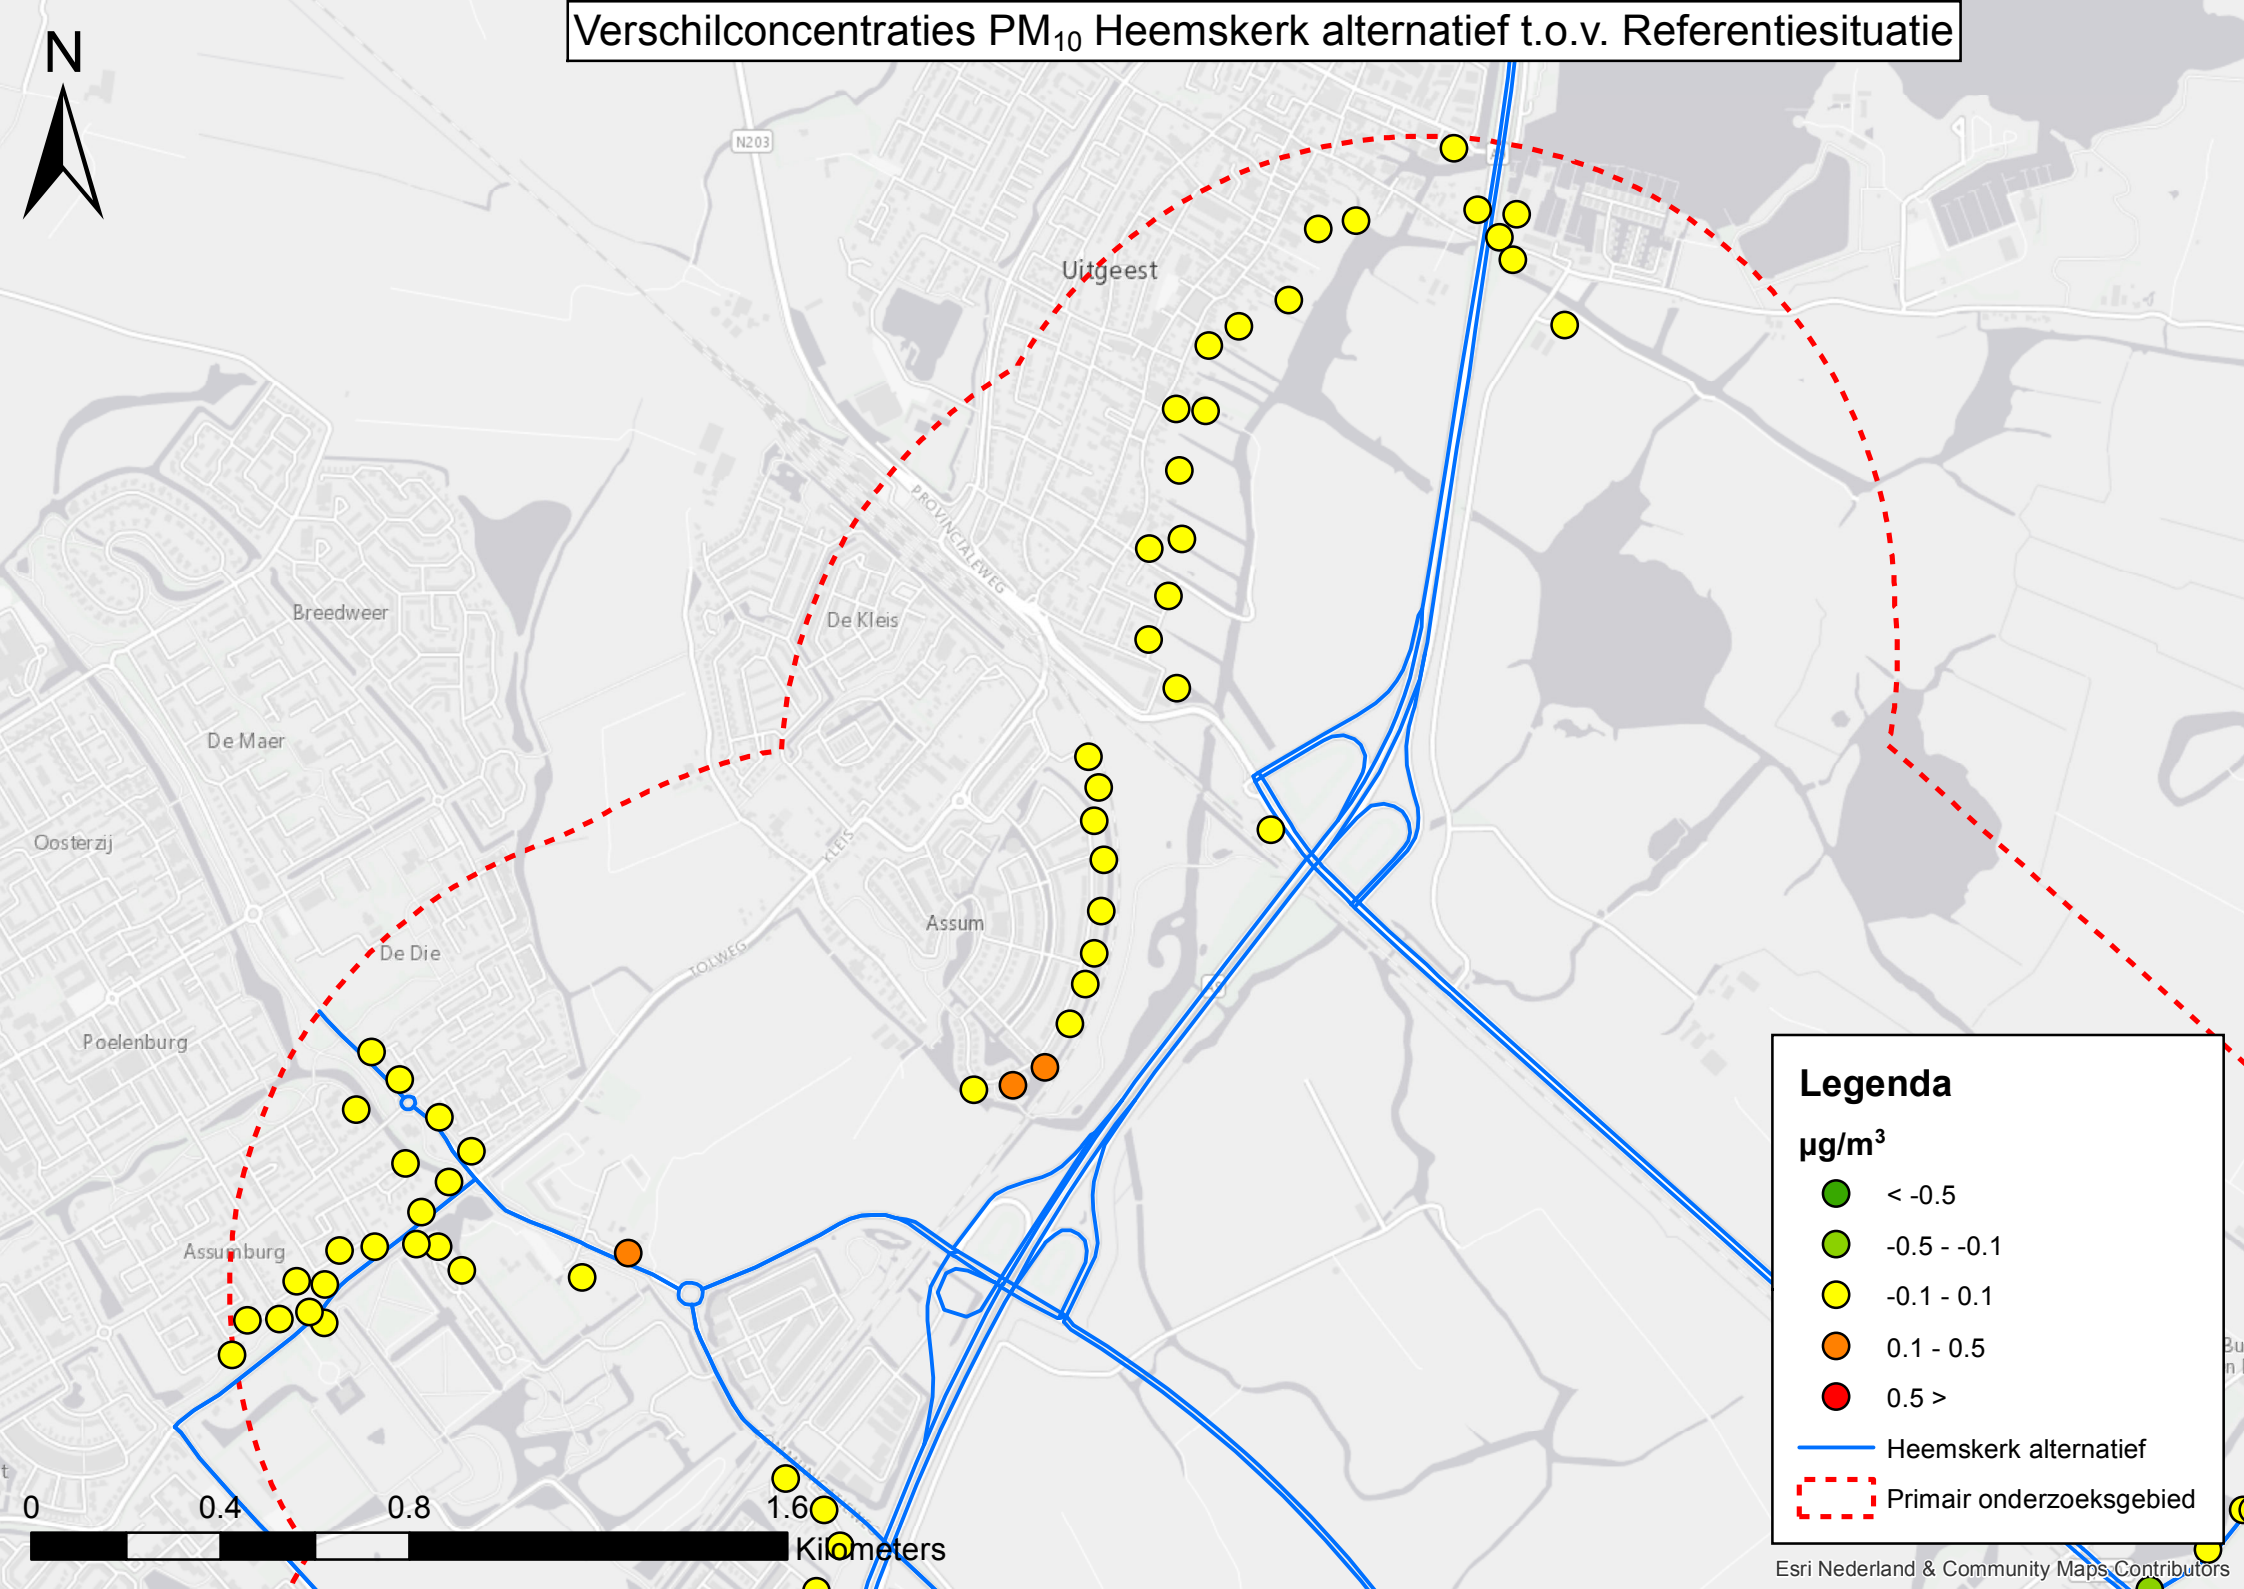 Verschilconcentraties PM₁₀ Heemskerk alternatief t.o.v. Referentiesituatie
N
N203
Uitgeest
PROVINCIALEWEG
Breedweer
De Kleis
De Maer
Oosterzij
KLEIS
Assum
De Die
TOLWEG
Poelenburg
Assumburg
Legenda
µg/m³
< -0.5
-0.5 - -0.1
-0.1 - 0.1
0.1 - 0.5
0.5 >
Heemskerk alternatief
Primair onderzoeksgebied
0 0.4 0.8 1.6
Kilometers
Esri Nederland & Community Maps Contributors